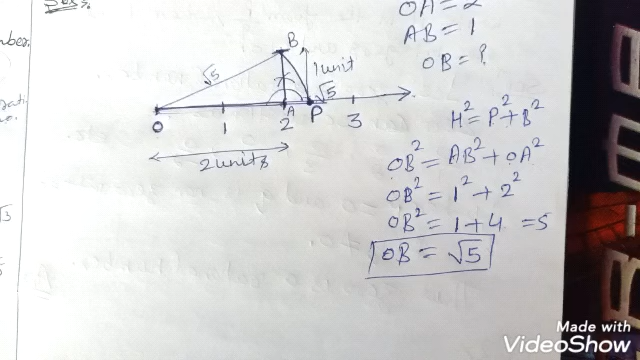 OA = 2
AB = 1
OB = ?
B
√5
1 unit
√5
A
0 1 2 P 3
2 units
H² = P² + B²
OB² = AB² + OA²
OB² = 1² + 2²
OB² = 1 + 4 = 5
OB = √5
Made with
VideoShow